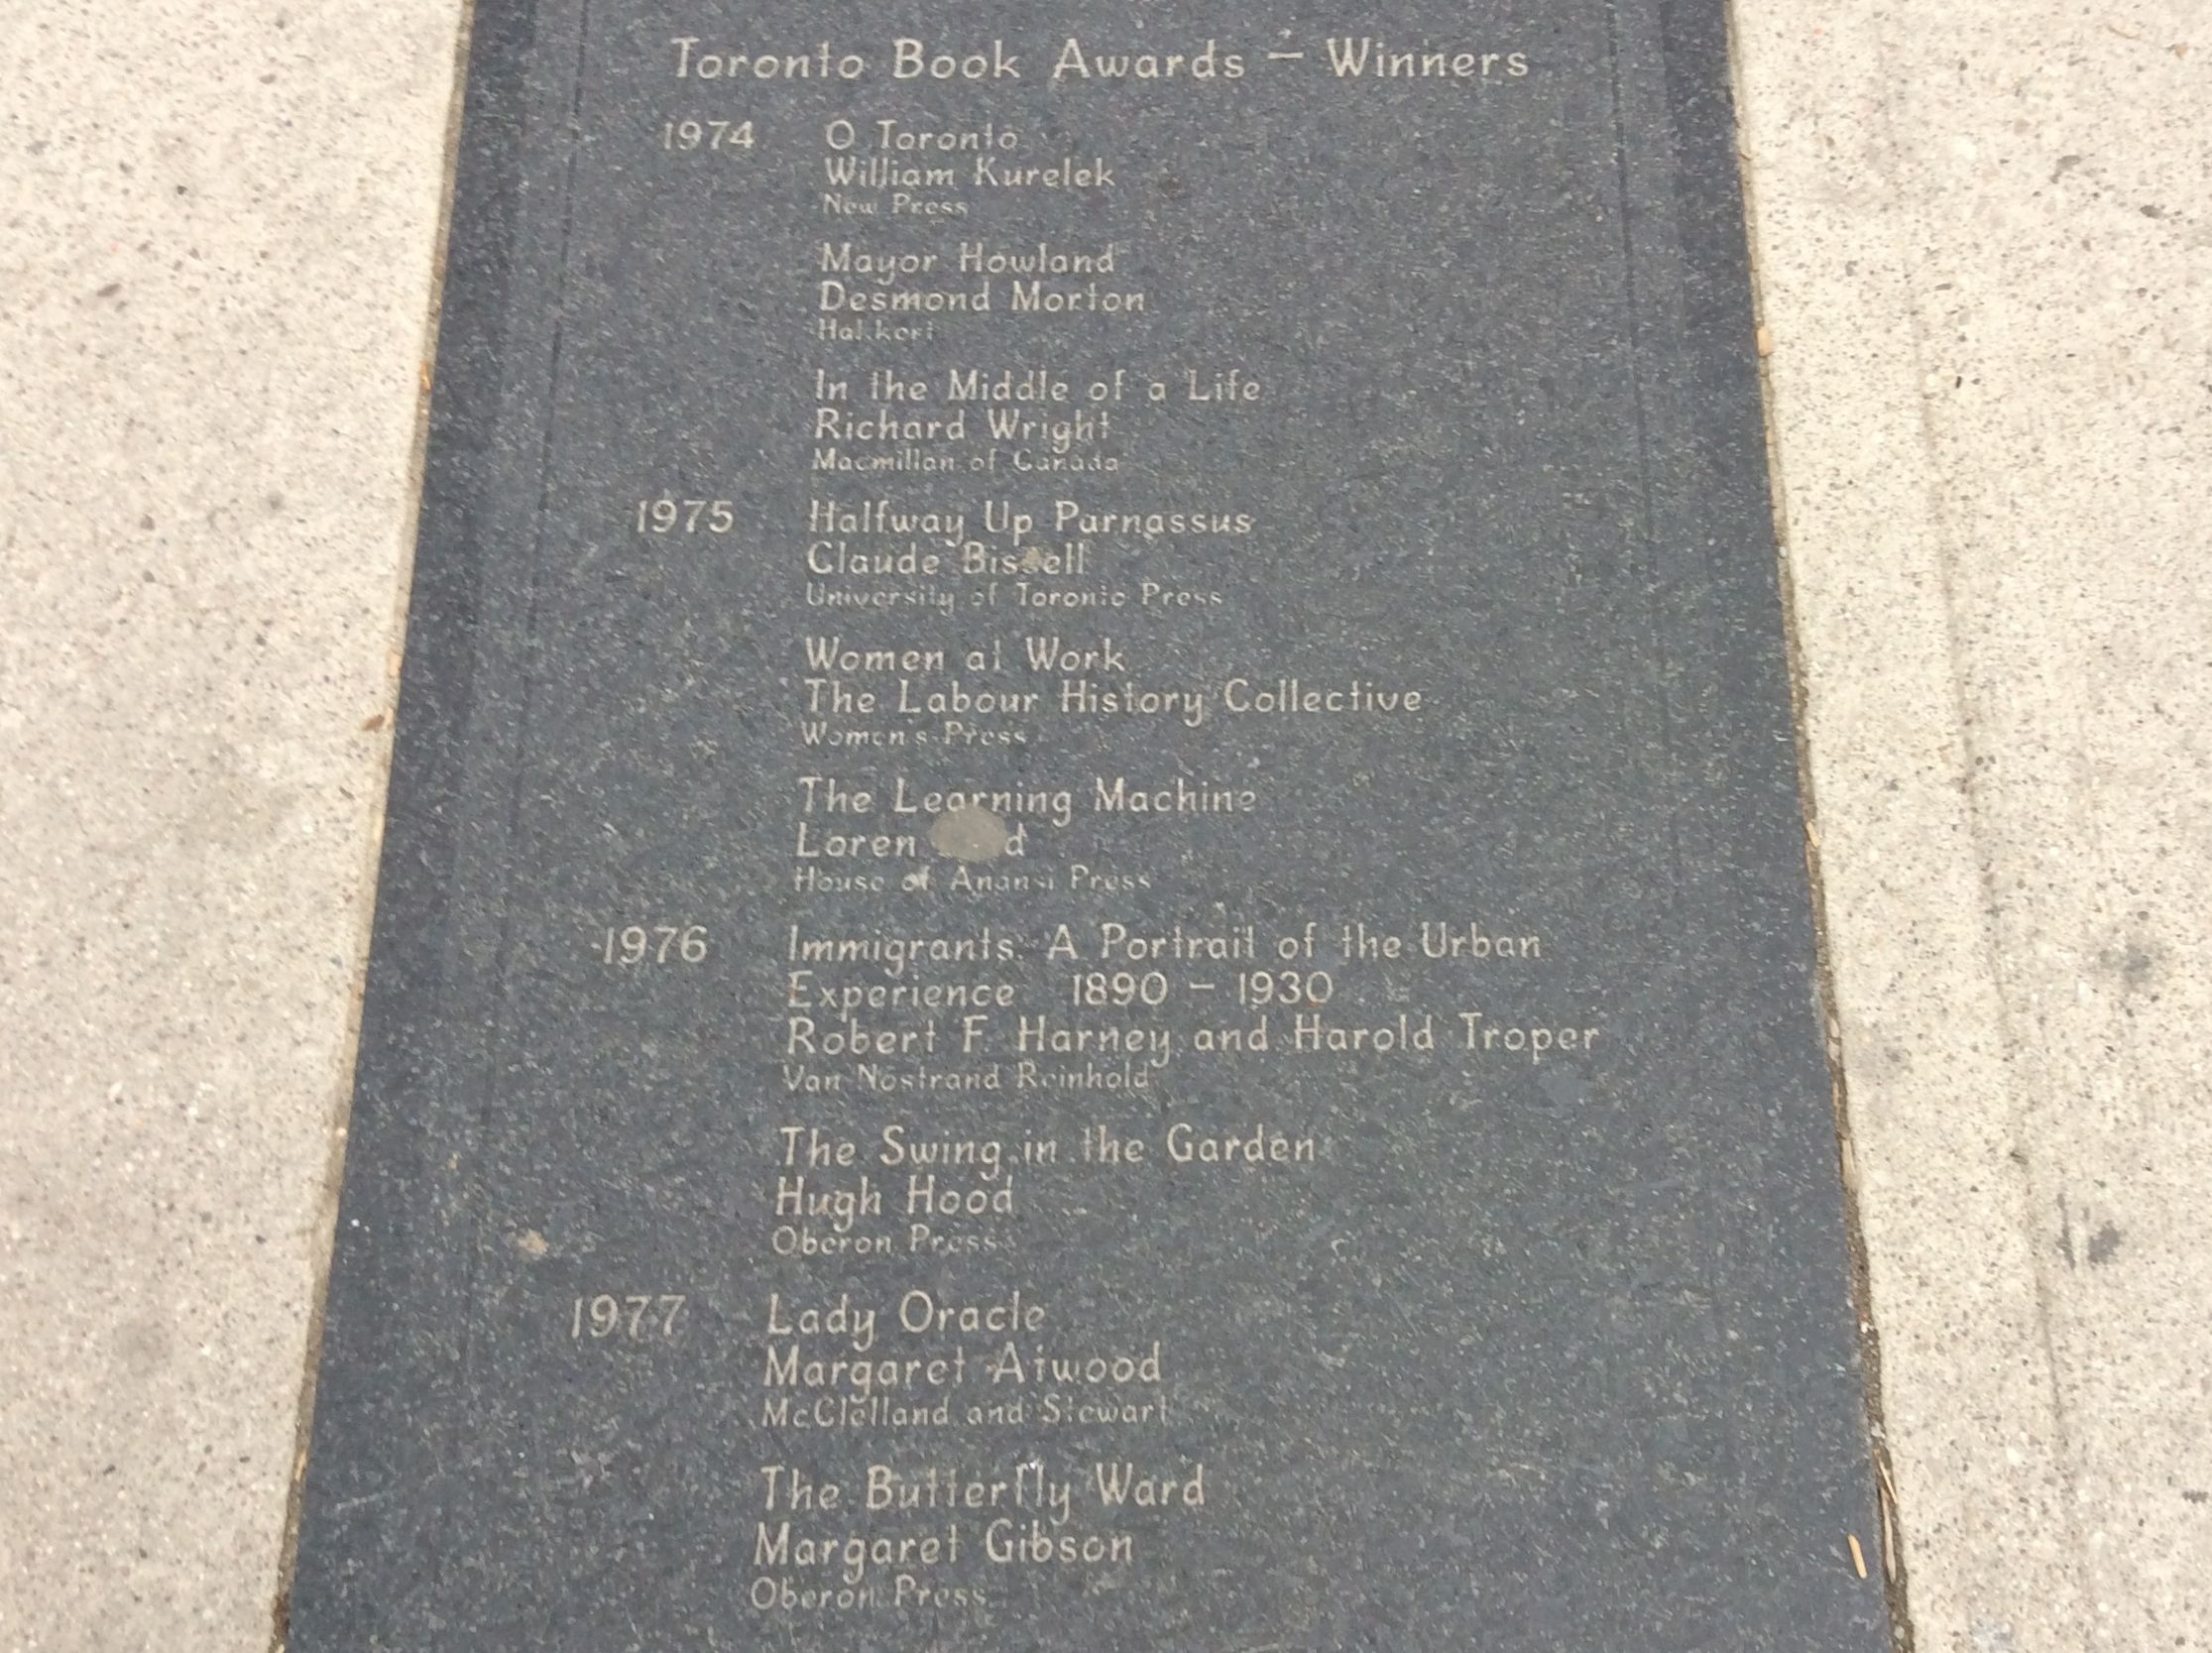 Toronto Book Awards – Winners
1974 O Toronto
William Kurelek
New Press
Mayor Howland
Desmond Morton
Hakkert
In the Middle of a Life
Richard Wright
Macmillan of Canada
1975 Halfway Up Parnassus
Claude Bissell
University of Toronto Press
Women at Work
The Labour History Collective
Women's Press
The Learning Machine
Loren
House of Anansi Press
1976 Immigrants: A Portrait of the Urban
Experience 1890 – 1930
Robert F. Harney and Harold Troper
Van Nostrand Reinhold
The Swing in the Garden
Hugh Hood
Oberon Press
1977 Lady Oracle
Margaret Atwood
McClelland and Stewart
The Butterfly Ward
Margaret Gibson
Oberon Press